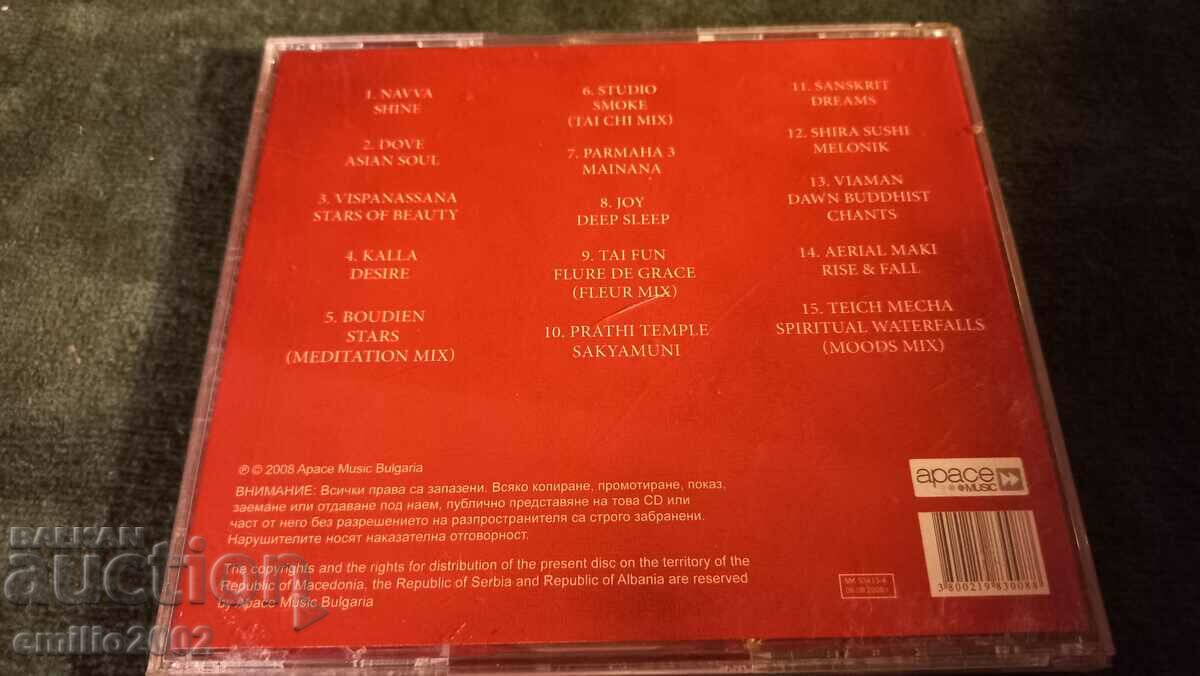 1. NAVVA
SHINE
2. DOVE
ASIAN SOUL
3. VISPANASSANA
STARS OF BEAUTY
4. KALLA
DESIRE
5. BOUDIEN
STARS
(MEDITATION MIX)
6. STUDIO
SMOKE
(TAI CHI MIX)
7. PARMAHA 3
MAINANA
8. JOY
DEEP SLEEP
9. TAI FUN
FLURE DE GRACE
(FLEUR MIX)
10. PRATHI TEMPLE
SAKYAMUNI
11. SANSKRIT
DREAMS
12. SHIRA SUSHI
MELONIK
13. VIAMAN
DAWN BUDDHIST
CHANTS
14. AERIAL MAKI
RISE & FALL
15. TEICH MECHA
SPIRITUAL WATERFALLS
(MOODS MIX)
℗ © 2008 Apace Music Bulgaria
ВНИМАНИЕ: Всички права са запазени. Всяко копиране, промотиране, показ,
заемане или отдаване под наем, публично представяне на това CD или
част от него без разрешението на разпространителя са строго забранени.
Нарушителите носят наказателна отговорност.
The copyrights and the rights for distribution of the present disc on the territory of the
Republic of Macedonia, the Republic of Serbia and Republic of Albania are reserved
by Apace Music Bulgaria
apace
MUSIC
3800219830088
BALKAN
auction
emilio2002